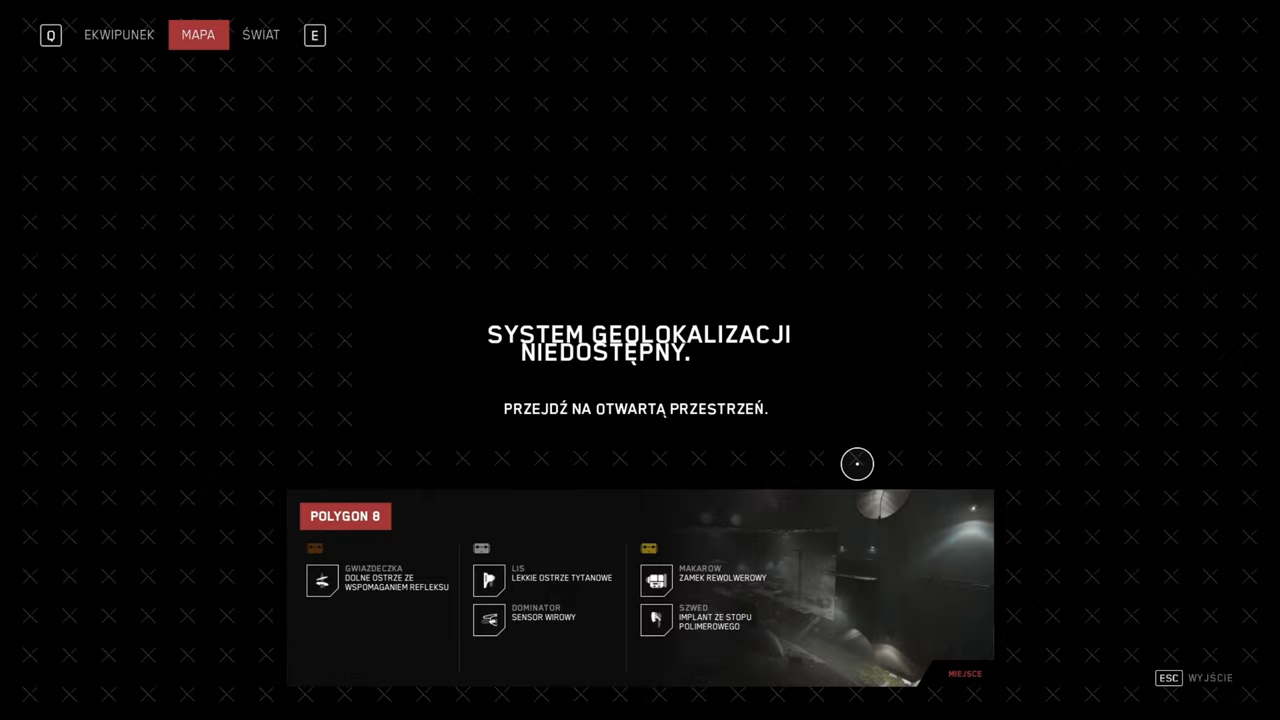 Q EKWIPUNEK MAPA ŚWIAT E
SYSTEM GEOLOKALIZACJI
NIEDOSTĘPNY.
PRZEJDŹ NA OTWARTĄ PRZESTRZEŃ.
POLYGON 8
GWIAZDECZKA
DOLNE OSTRZE ZE
WSPOMAGANIEM REFLEKSU
LIS
LEKKIE OSTRZE TYTANOWE
DOMINATOR
SENSOR WIROWY
MAKAROW
ZAMEK REWOLWEROWY
SZWED
IMPLANT ZE STOPU
POLIMEROWEGO
MIEJSCE
ESC WYJŚCIE